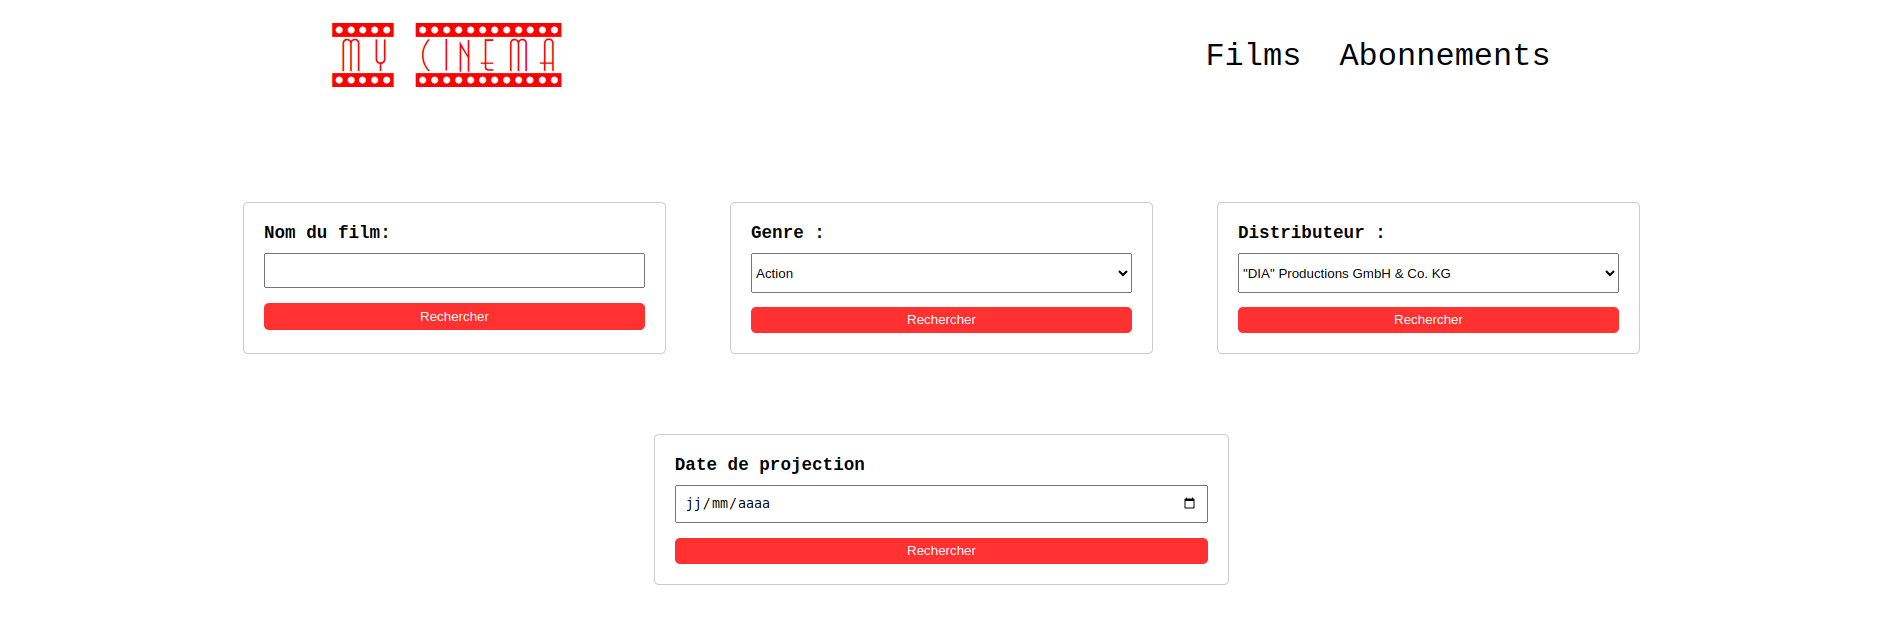 MY CINEMA
Films Abonnements
Nom du film:
Rechercher
Genre :
Action
Rechercher
Distributeur :
"DIA" Productions GmbH & Co. KG
Rechercher
Date de projection
jj/mm/aaaa
Rechercher